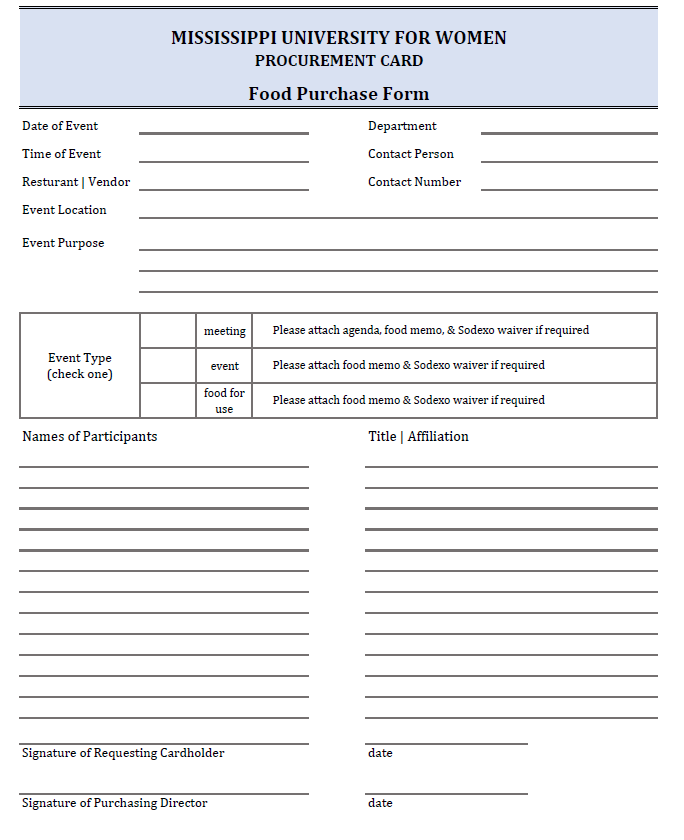 MISSISSIPPI UNIVERSITY FOR WOMEN
PROCUREMENT CARD
Food Purchase Form
Date of Event
Department
Time of Event
Contact Person
Resturant | Vendor
Contact Number
Event Location
Event Purpose
Event Type
(check one)
meeting
Please attach agenda, food memo, & Sodexo waiver if required
event
Please attach food memo & Sodexo waiver if required
food for
use
Please attach food memo & Sodexo waiver if required
Names of Participants
Title | Affiliation
Signature of Requesting Cardholder
date
Signature of Purchasing Director
date